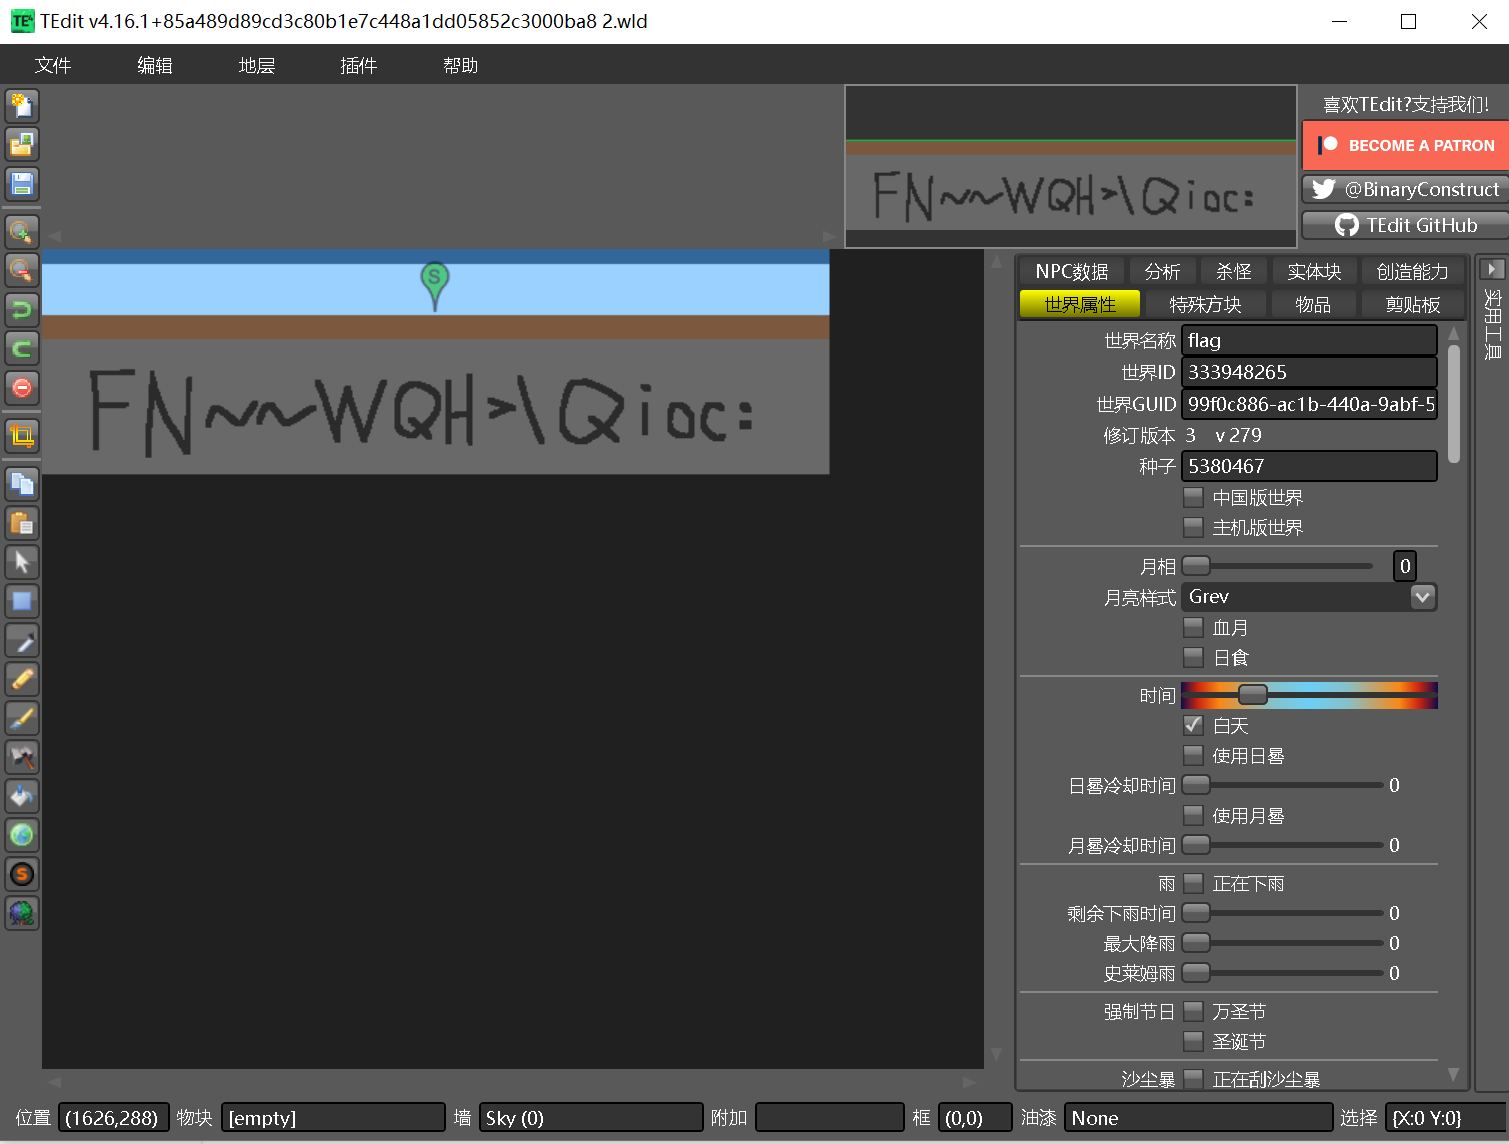 TEdit v4.16.1+85a489d89cd3c80b1e7c448a1dd05852c3000ba8 2.wld
文件 编辑 地层 插件 帮助
喜欢TEdit?支持我们!
BECOME A PATRON
@BinaryConstruct
TEdit GitHub
FN~~WQH>\Qioc:
S
FN~~WQH>\Qioc:
NPC数据 分析 杀怪 实体块 创造能力
世界属性 特殊方块 物品 剪贴板
实用工具
世界名称 flag
世界ID 333948265
世界GUID 99f0c886-ac1b-440a-9abf-5
修订版本 3 v 279
种子 5380467
中国版世界
主机版世界
月相 0
月亮样式 Grey
血月
日食
时间
白天
使用日晷
日晷冷却时间 0
使用月晷
月晷冷却时间 0
雨 正在下雨
剩余下雨时间 0
最大降雨 0
史莱姆雨 0
强制节日 万圣节
圣诞节
沙尘暴 正在刮沙尘暴
位置 (1626,288) 物块 [empty] 墙 Sky (0) 附加 框 (0,0) 油漆 None 选择 {X:0 Y:0}